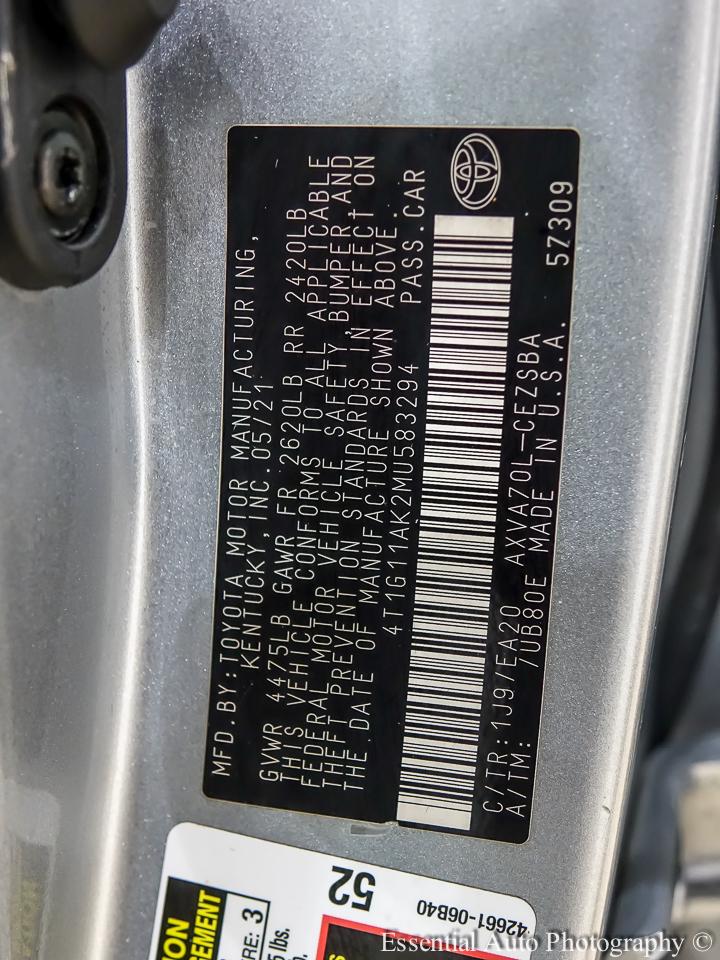 MFD.BY:TOYOTA MOTOR MANUFACTURING,
KENTUCKY,INC.05/21
GVWR 4475LB GAWR FR 2620LB RR 2420LB
THIS VEHICLE CONFORMS TO ALL APPLICABLE
FEDERAL MOTOR VEHICLE SAFETY,BUMPER,AND
THEFT PREVENTION STANDARDS IN EFFECT ON
THE DATE OF MANUFACTURE SHOWN ABOVE.
4T1G11AK2MU583294 PASS.CAR
C/TR:1J9/EA20 AXVA70L-CEZSBA 57309
A/TM: /UB80E MADE IN U.S.A.
52
42661-06B40
3
Essential Auto Photography ©